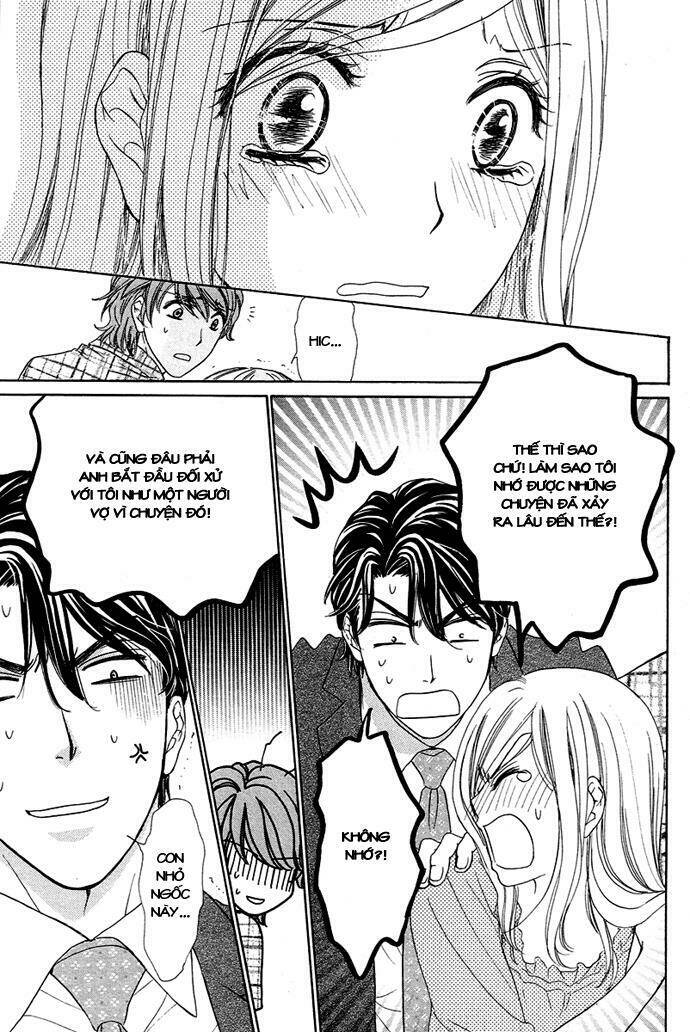 HIC...
THẾ THÌ SAO
CHỨ! LÀM SAO TÔI
NHỚ ĐƯỢC NHỮNG
CHUYỆN ĐÃ XẢY
RA LÂU ĐẾN THẾ?!
KHÔNG
NHỚ?!
VÀ CŨNG ĐÂU PHẢI
ANH BẮT ĐẦU ĐỐI XỬ
VỚI TÔI NHƯ MỘT NGƯỜI
VỢ VÌ CHUYỆN ĐÓ!
CON
NHỎ
NGỐC
NÀY...